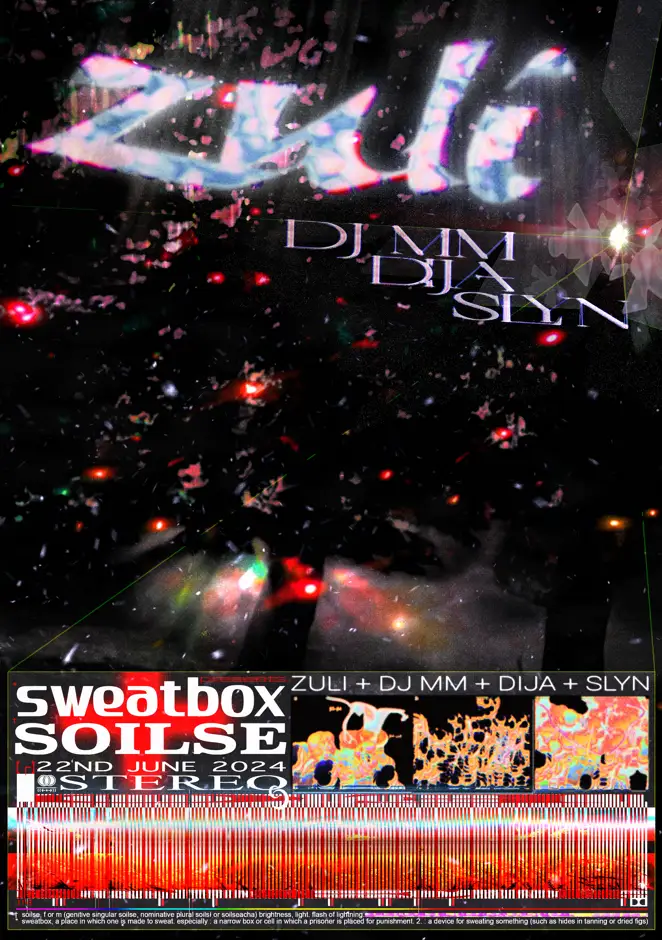 zuli
DJ MM
DIJA
SLYN
PRESENTS
ZULI + DJ MM + DIJA + SLYN
sweatbox
SOILSE
22ND JUNE 2024
STEREO
soilse, f or m (genitive singular soilse, nominative plural soilsí or soilseacha) brightness, light. flash of lightning
sweatbox, a place in which one is made to sweat. especially : a narrow box or cell in which a prisoner is placed for punishment. 2. : a device for sweating something (such as hides in tanning or dried figs)